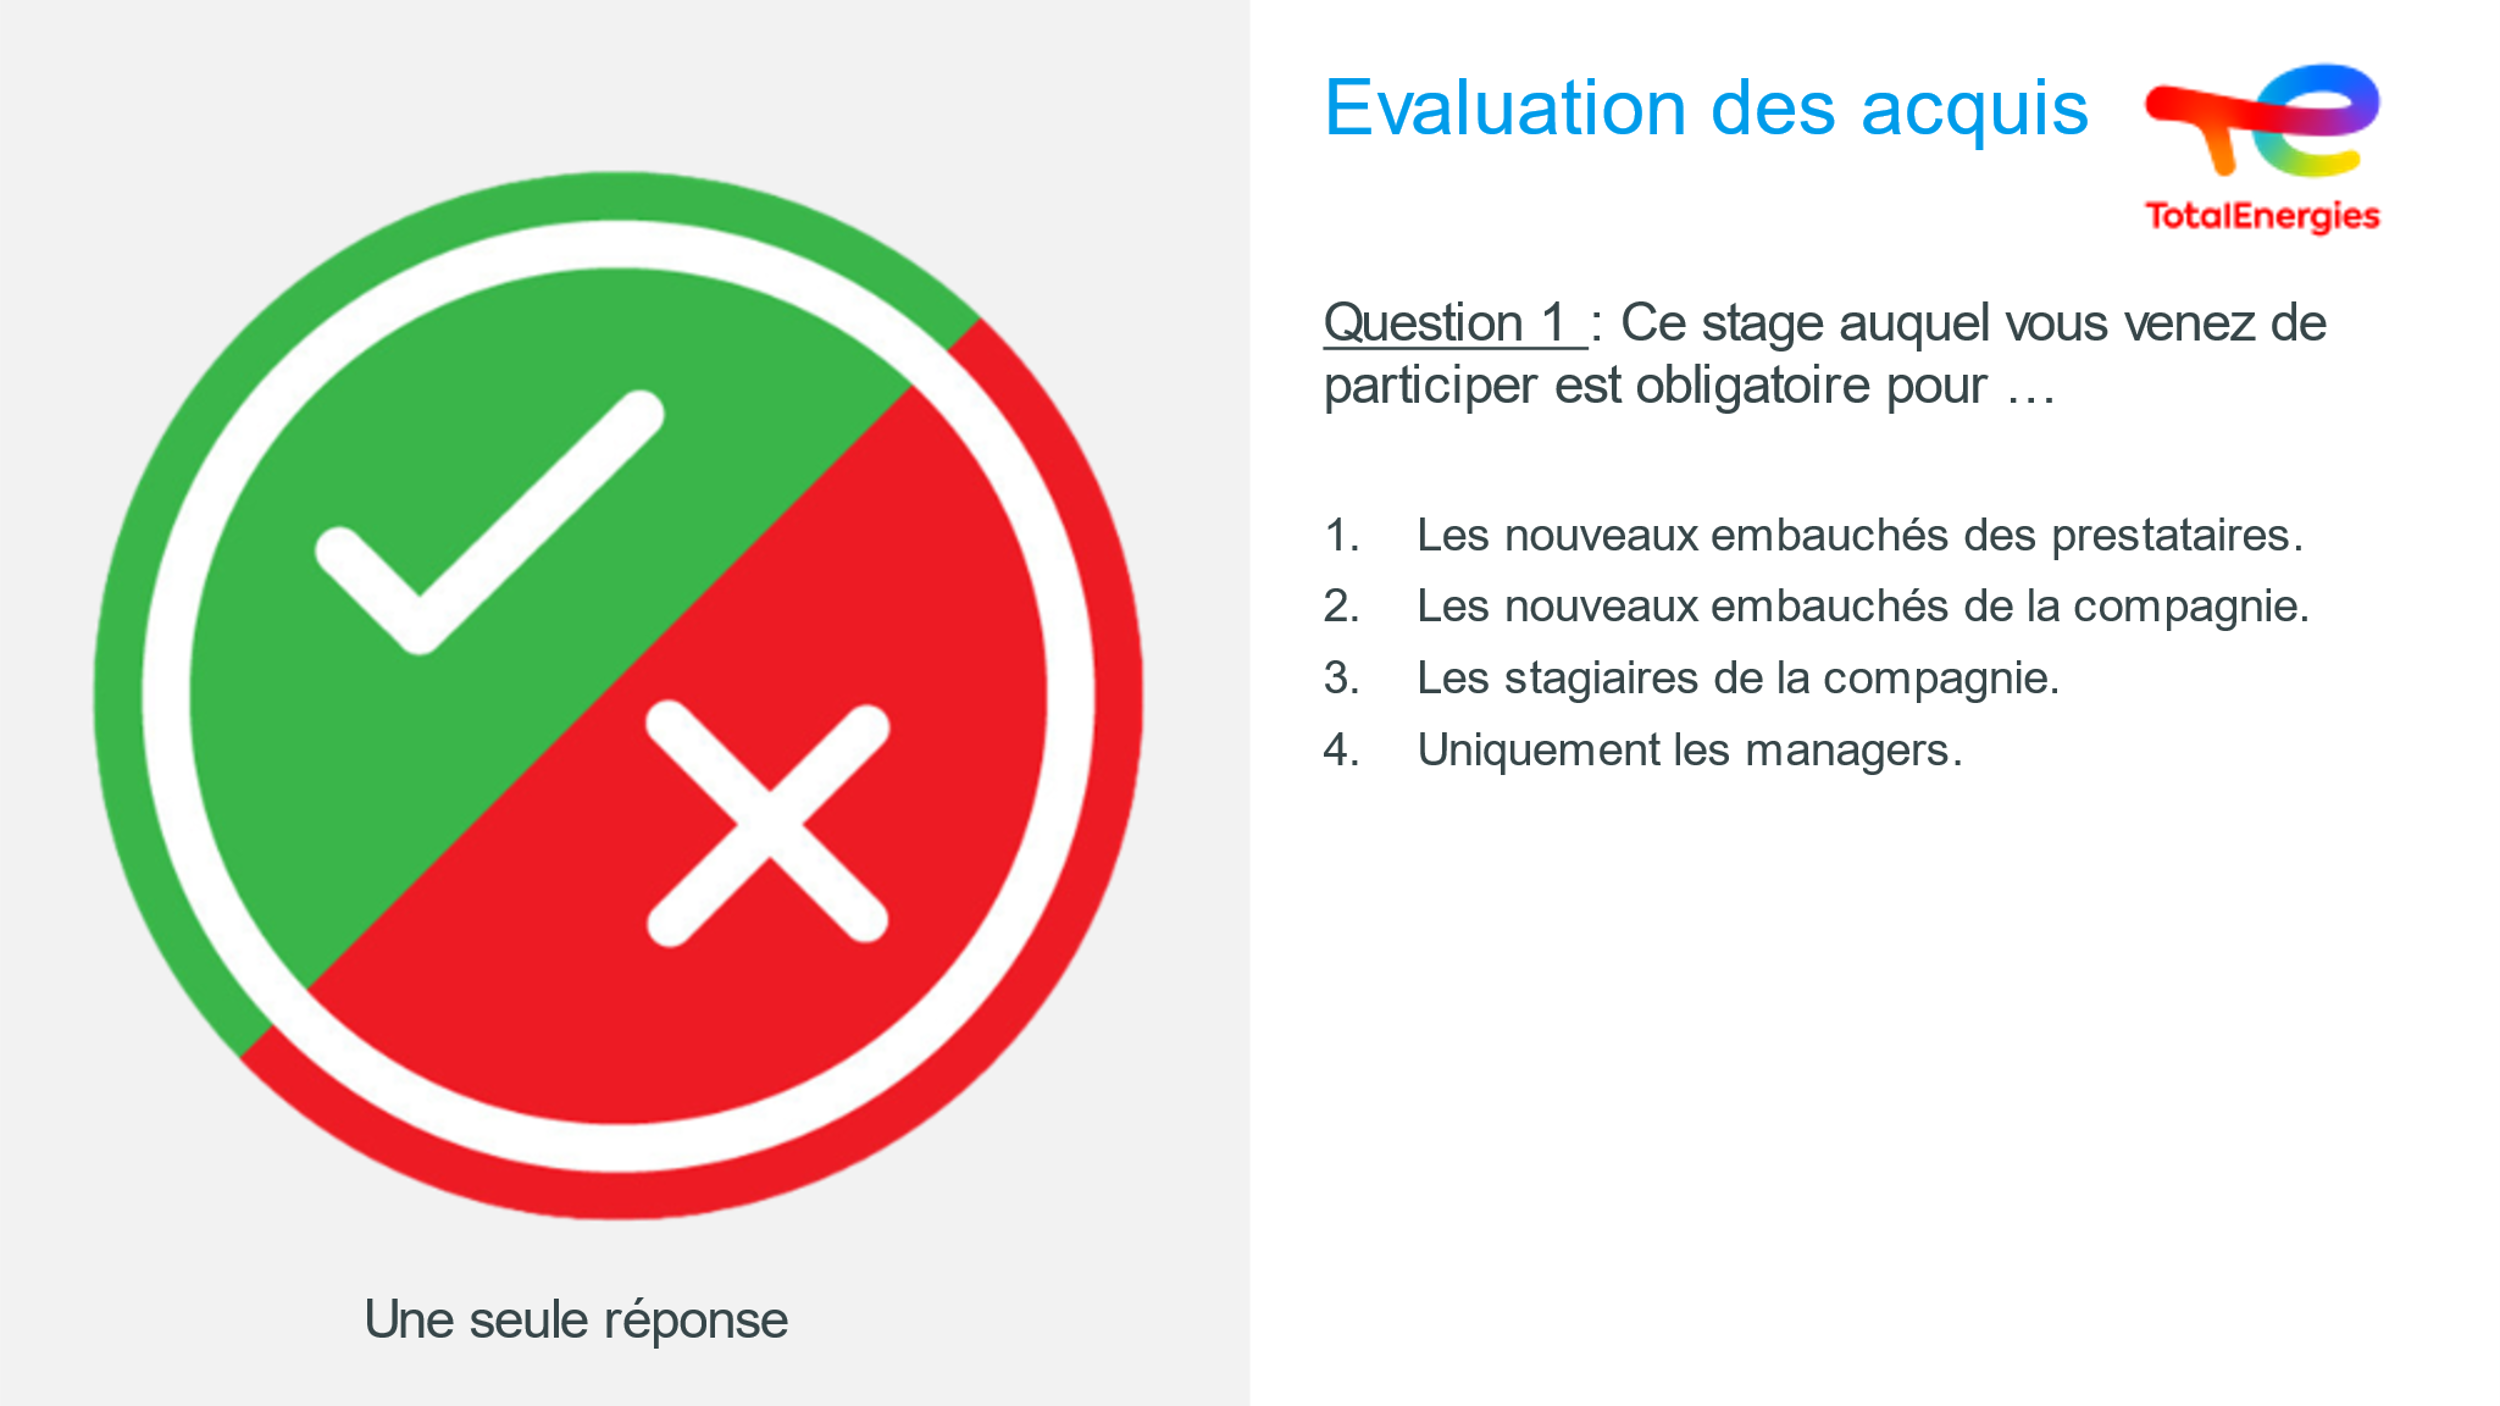 Evaluation des acquis
TotalEnergies
Question 1 : Ce stage auquel vous venez de
participer est obligatoire pour …
1. Les nouveaux embauchés des prestataires.
2. Les nouveaux embauchés de la compagnie.
3. Les stagiaires de la compagnie.
4. Uniquement les managers.
Une seule réponse